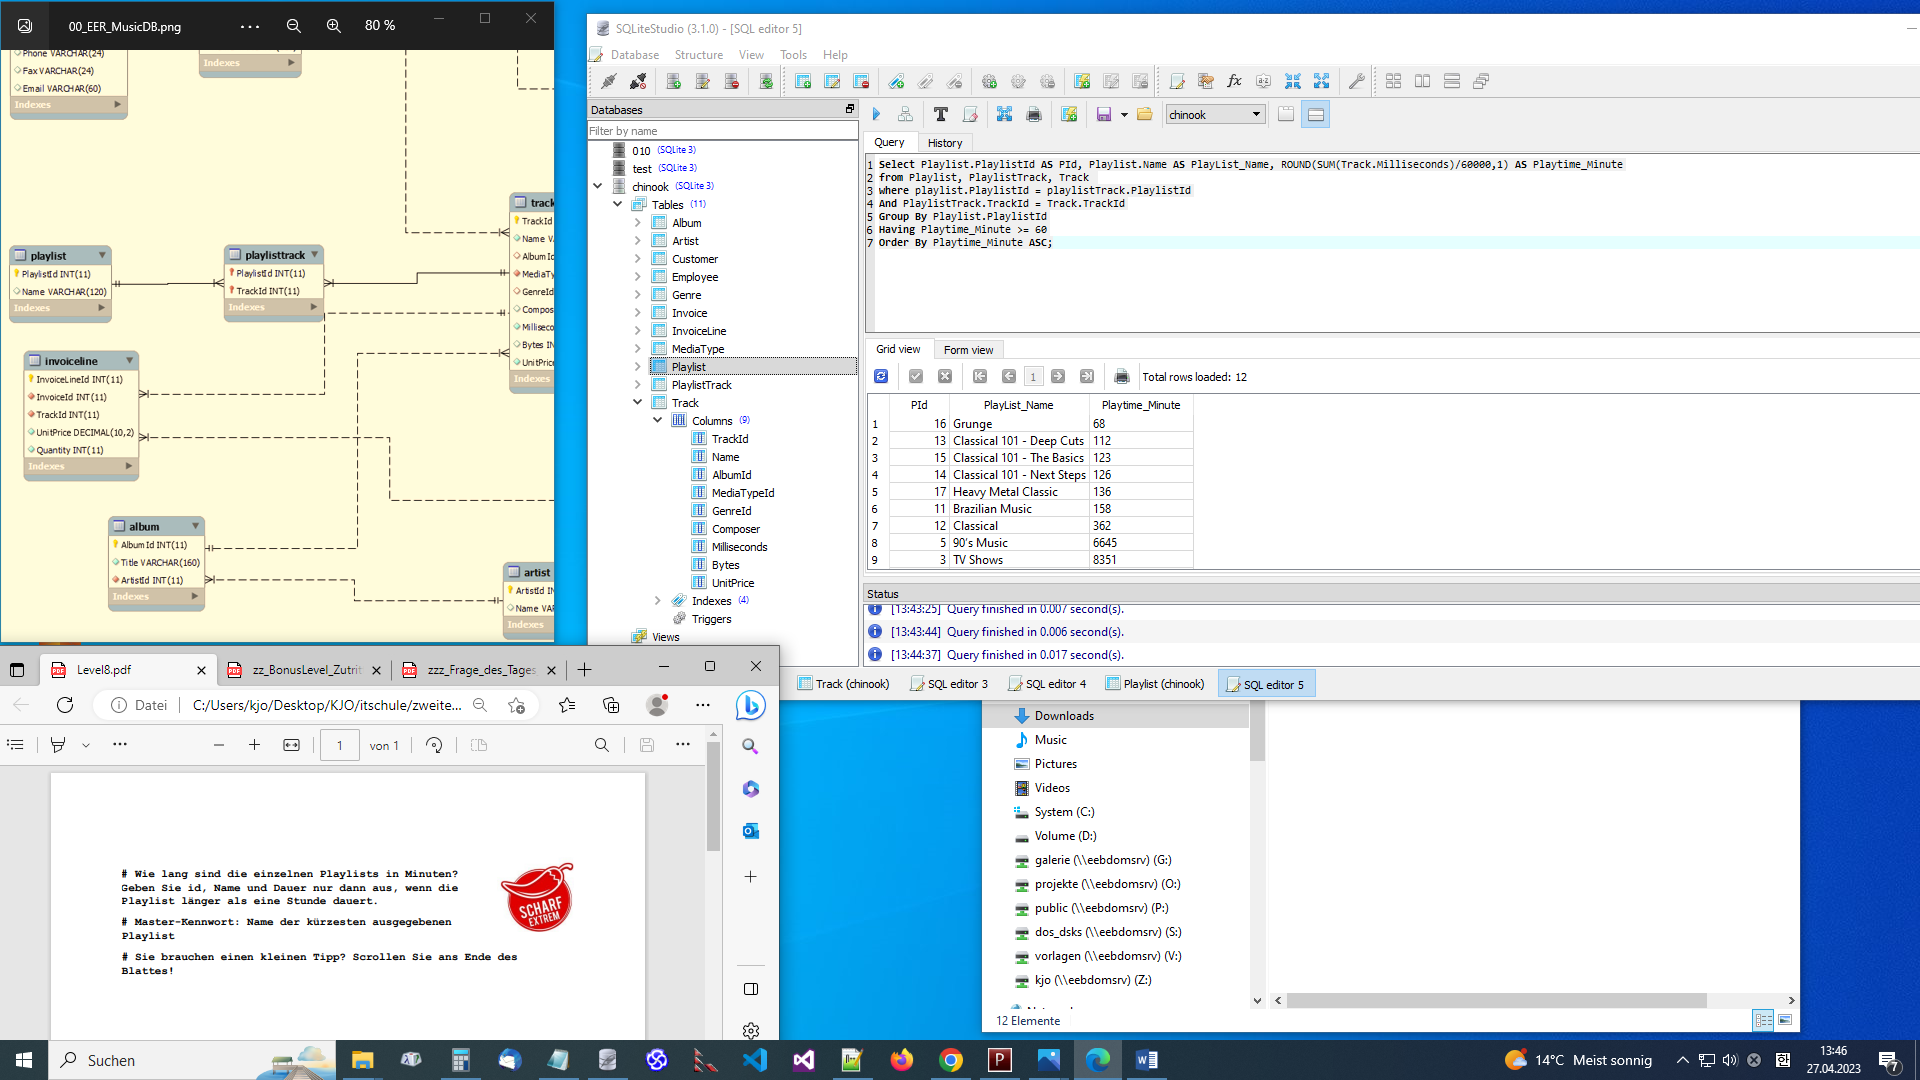 00_EER_MusicDB.png
80 %
Phone VARCHAR(24)
Fax VARCHAR(24)
Email VARCHAR(60)
Indexes
Indexes
playlist
PlaylistId INT(11)
Name VARCHAR(120)
Indexes
playlisttrack
PlaylistId INT(11)
TrackId INT(11)
Indexes
track
TrackId
Name VA
AlbumId
MediaTy
GenreId
Compos
Milliseco
Bytes IN
UnitPric
Indexes
invoiceline
InvoiceLineId INT(11)
InvoiceId INT(11)
TrackId INT(11)
UnitPrice DECIMAL(10,2)
Quantity INT(11)
Indexes
album
AlbumId INT(11)
Title VARCHAR(160)
ArtistId INT(11)
Indexes
artist
ArtistId IN
Name VAR
Indexes
SQLiteStudio (3.1.0) - [SQL editor 5]
Database Structure View Tools Help
Databases
Filter by name
010 (SQLite 3)
test (SQLite 3)
chinook (SQLite 3)
Tables (11)
Album
Artist
Customer
Employee
Genre
Invoice
InvoiceLine
MediaType
Playlist
PlaylistTrack
Track
Columns (9)
TrackId
Name
AlbumId
MediaTypeId
GenreId
Composer
Milliseconds
Bytes
UnitPrice
Indexes (4)
Triggers
Views
chinook
Query History
1 Select Playlist.PlaylistId AS PId, Playlist.Name AS PlayList_Name, ROUND(SUM(Track.Milliseconds)/60000,1) AS Playtime_Minute
2 from Playlist, PlaylistTrack, Track
3 where playlist.PlaylistId = playlistTrack.PlaylistId
4 And PlaylistTrack.TrackId = Track.TrackId
5 Group By Playlist.PlaylistId
6 Having Playtime_Minute >= 60
7 Order By Playtime_Minute ASC;
Grid view Form view
1
Total rows loaded: 12
PId PlayList_Name Playtime_Minute
1 16 Grunge 68
2 13 Classical 101 - Deep Cuts 112
3 15 Classical 101 - The Basics 123
4 14 Classical 101 - Next Steps 126
5 17 Heavy Metal Classic 136
6 11 Brazilian Music 158
7 12 Classical 362
8 5 90's Music 6645
9 3 TV Shows 8351
Status
[13:43:25] Query finished in 0.007 second(s).
[13:43:44] Query finished in 0.006 second(s).
[13:44:37] Query finished in 0.017 second(s).
Track (chinook) SQL editor 3 SQL editor 4 Playlist (chinook) SQL editor 5
Level8.pdf
zz_BonusLevel_Zutrit
zzz_Frage_des_Tages
Datei
C:/Users/kjo/Desktop/KJO/itschule/zweite...
1 von 1
# Wie lang sind die einzelnen Playlists in Minuten?
Geben Sie id, Name und Dauer nur dann aus, wenn die
Playlist länger als eine Stunde dauert.
# Master-Kennwort: Name der kürzesten ausgegebenen
Playlist
# Sie brauchen einen kleinen Tipp? Scrollen Sie ans Ende des
Blattes!
SCHARF
EXTREM
Downloads
Music
Pictures
Videos
System (C:)
Volume (D:)
galerie (\\eebdomsrv) (G:)
projekte (\\eebdomsrv) (O:)
public (\\eebdomsrv) (P:)
dos_dsks (\\eebdomsrv) (S:)
vorlagen (\\eebdomsrv) (V:)
kjo (\\eebdomsrv) (Z:)
12 Elemente
Suchen
14°C Meist sonnig
13:46
27.04.2023
7